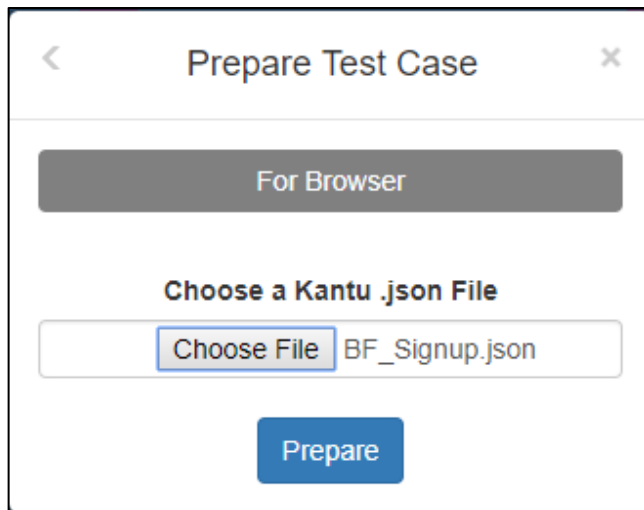 Prepare Test Case
For Browser
Choose a Kantu .json File
Choose File BF_Signup.json
Prepare